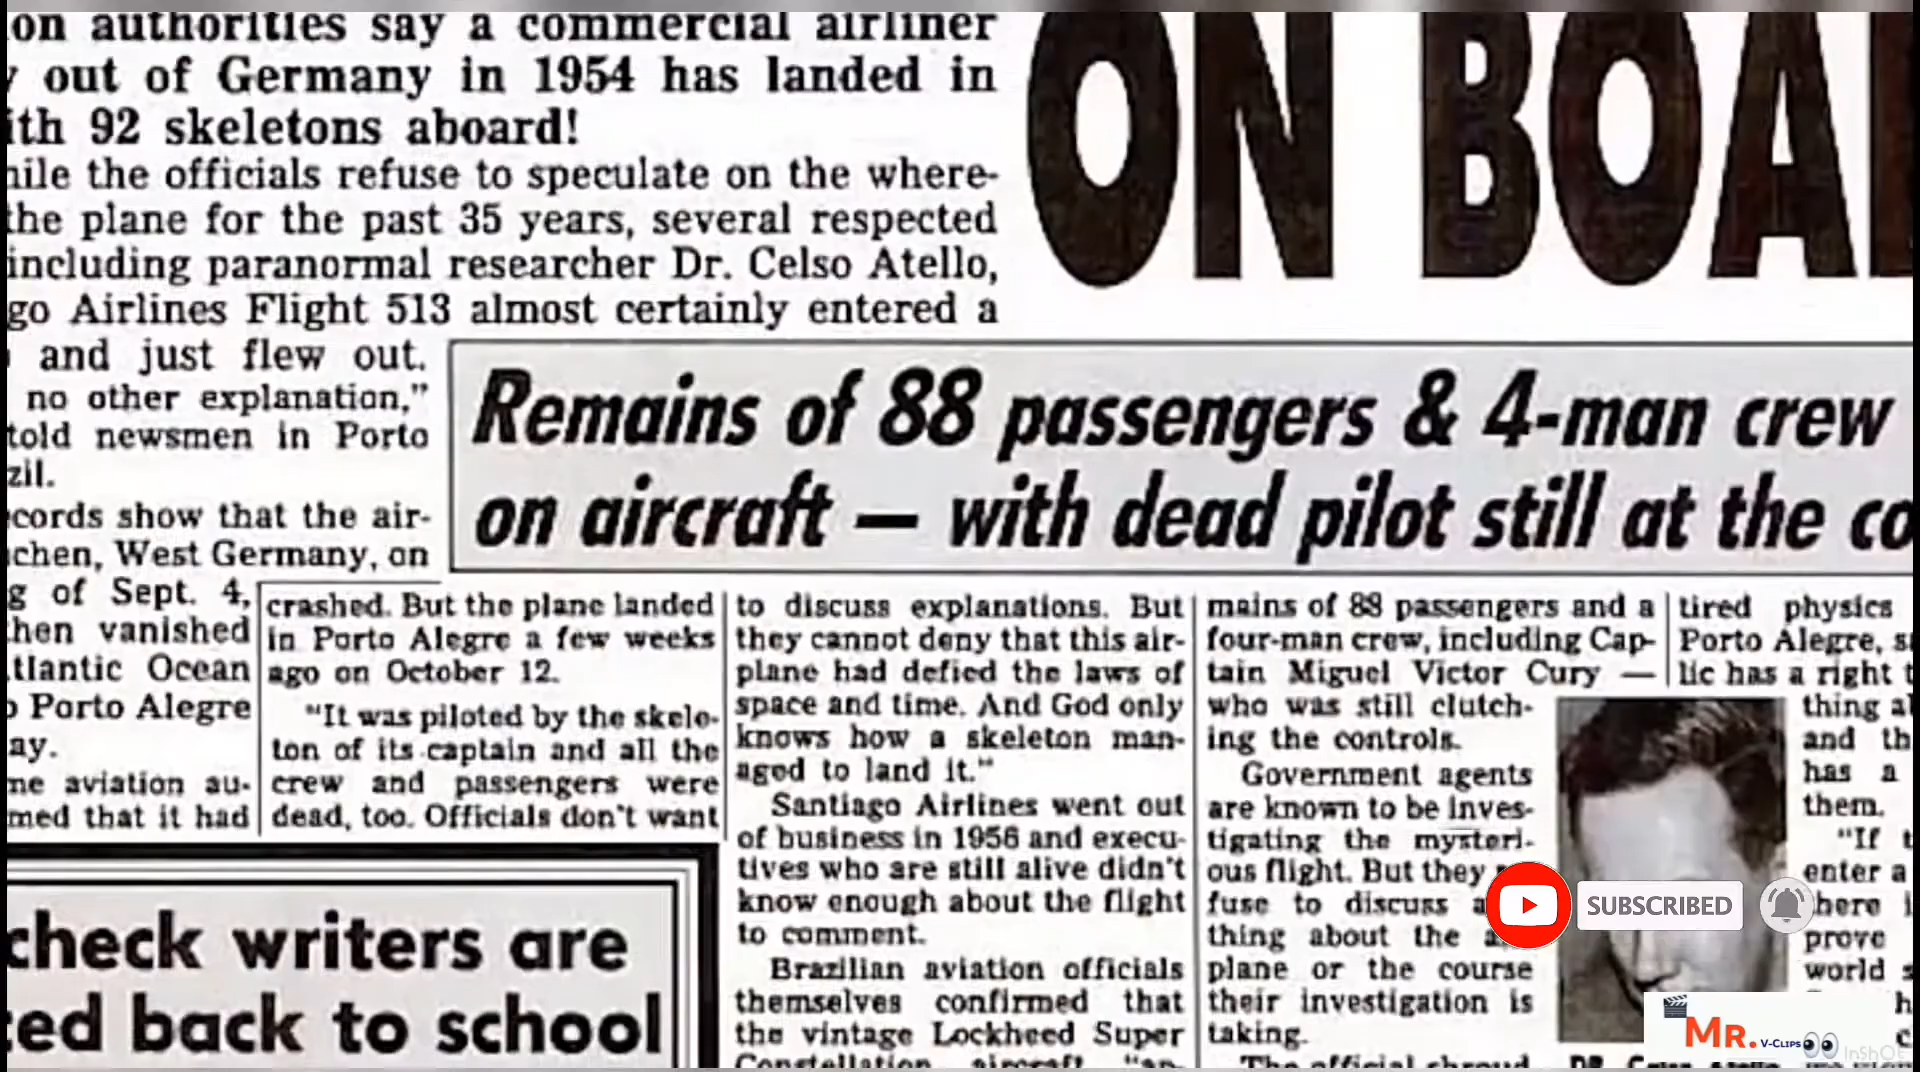 on authorities say a commercial airliner
out of Germany in 1954 has landed in
ith 92 skeletons aboard!
hile the officials refuse to speculate on the where-
the plane for the past 35 years, several respected
including paranormal researcher Dr. Celso Atello,
go Airlines Flight 513 almost certainly entered a
and just flew out.
no other explanation,"
told newsmen in Porto
zil.
cords show that the air-
chen, West Germany, on
g of Sept. 4,
hen vanished
tlantic Ocean
o Porto Alegre
ay.
ne aviation au-
med that it had
ON BOA
Remains of 88 passengers & 4-man crew
on aircraft — with dead pilot still at the co
crashed. But the plane landed
in Porto Alegre a few weeks
ago on October 12.
"It was piloted by the skele-
ton of its captain and all the
crew and passengers were
dead, too. Officials don't want
to discuss explanations. But
they cannot deny that this air-
plane had defied the laws of
space and time. And God only
knows how a skeleton man-
aged to land it."
Santiago Airlines went out
of business in 1956 and execu-
tives who are still alive didn't
know enough about the flight
to comment.
Brazilian aviation officials
themselves confirmed that
the vintage Lockheed Super
Constellation aircraft "ap-
mains of 88 passengers and a
four-man crew, including Cap-
tain Miguel Victor Cury —
who was still clutch-
ing the controls.
Government agents
are known to be inves-
tigating the mysteri-
ous flight. But they
fuse to discuss
thing about the
plane or the course
their investigation is
taking.
The official shroud
tired physics
Porto Alegre, s
lic has a right t
thing a
and th
has a
them.
"If t
enter a
there i
prove
world s
DR. Celso Atello
check writers are
ced back to school
SUBSCRIBED
MR. V-CLIPS
InShO